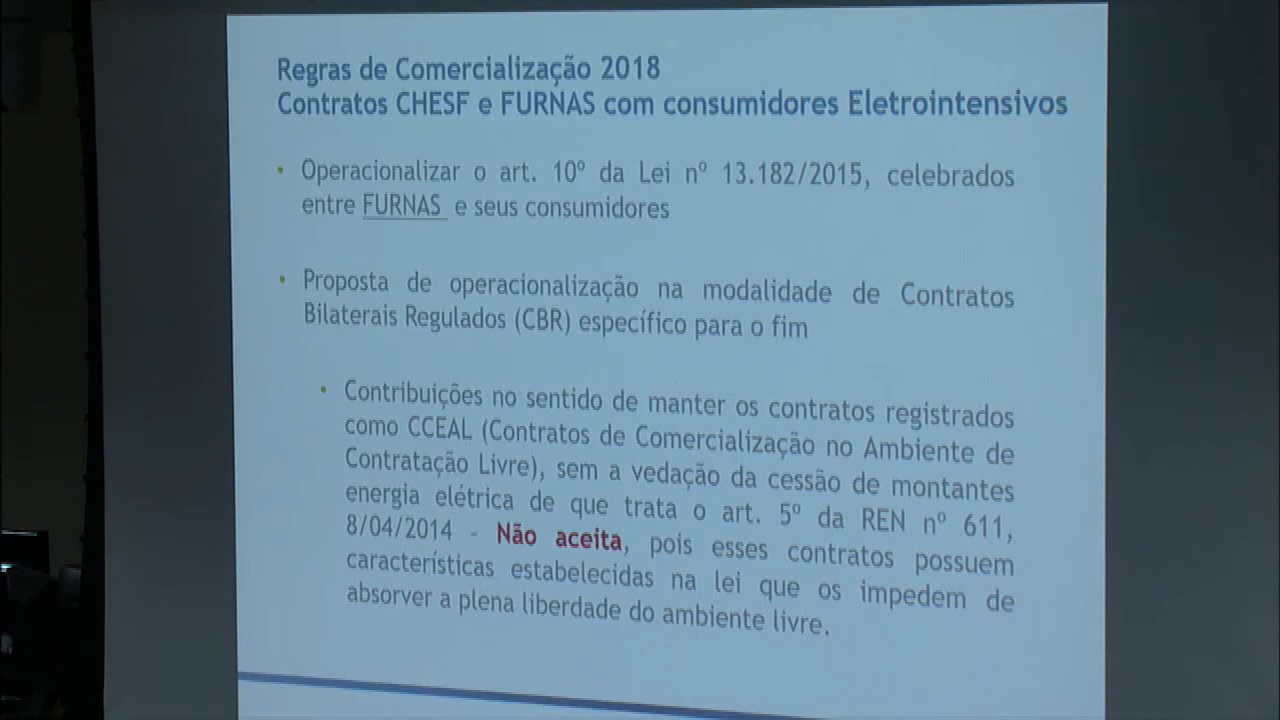 Regras de Comercialização 2018
Contratos CHESF e FURNAS com consumidores Eletrointensivos
• Operacionalizar o art. 10º da Lei nº 13.182/2015, celebrados
entre FURNAS e seus consumidores
• Proposta de operacionalização na modalidade de Contratos
Bilaterais Regulados (CBR) específico para o fim
• Contribuições no sentido de manter os contratos registrados
como CCEAL (Contratos de Comercialização no Ambiente de
Contratação Livre), sem a vedação da cessão de montantes
energia elétrica de que trata o art. 5º da REN nº 611,
8/04/2014 - Não aceita, pois esses contratos possuem
características estabelecidas na lei que os impedem de
absorver a plena liberdade do ambiente livre.